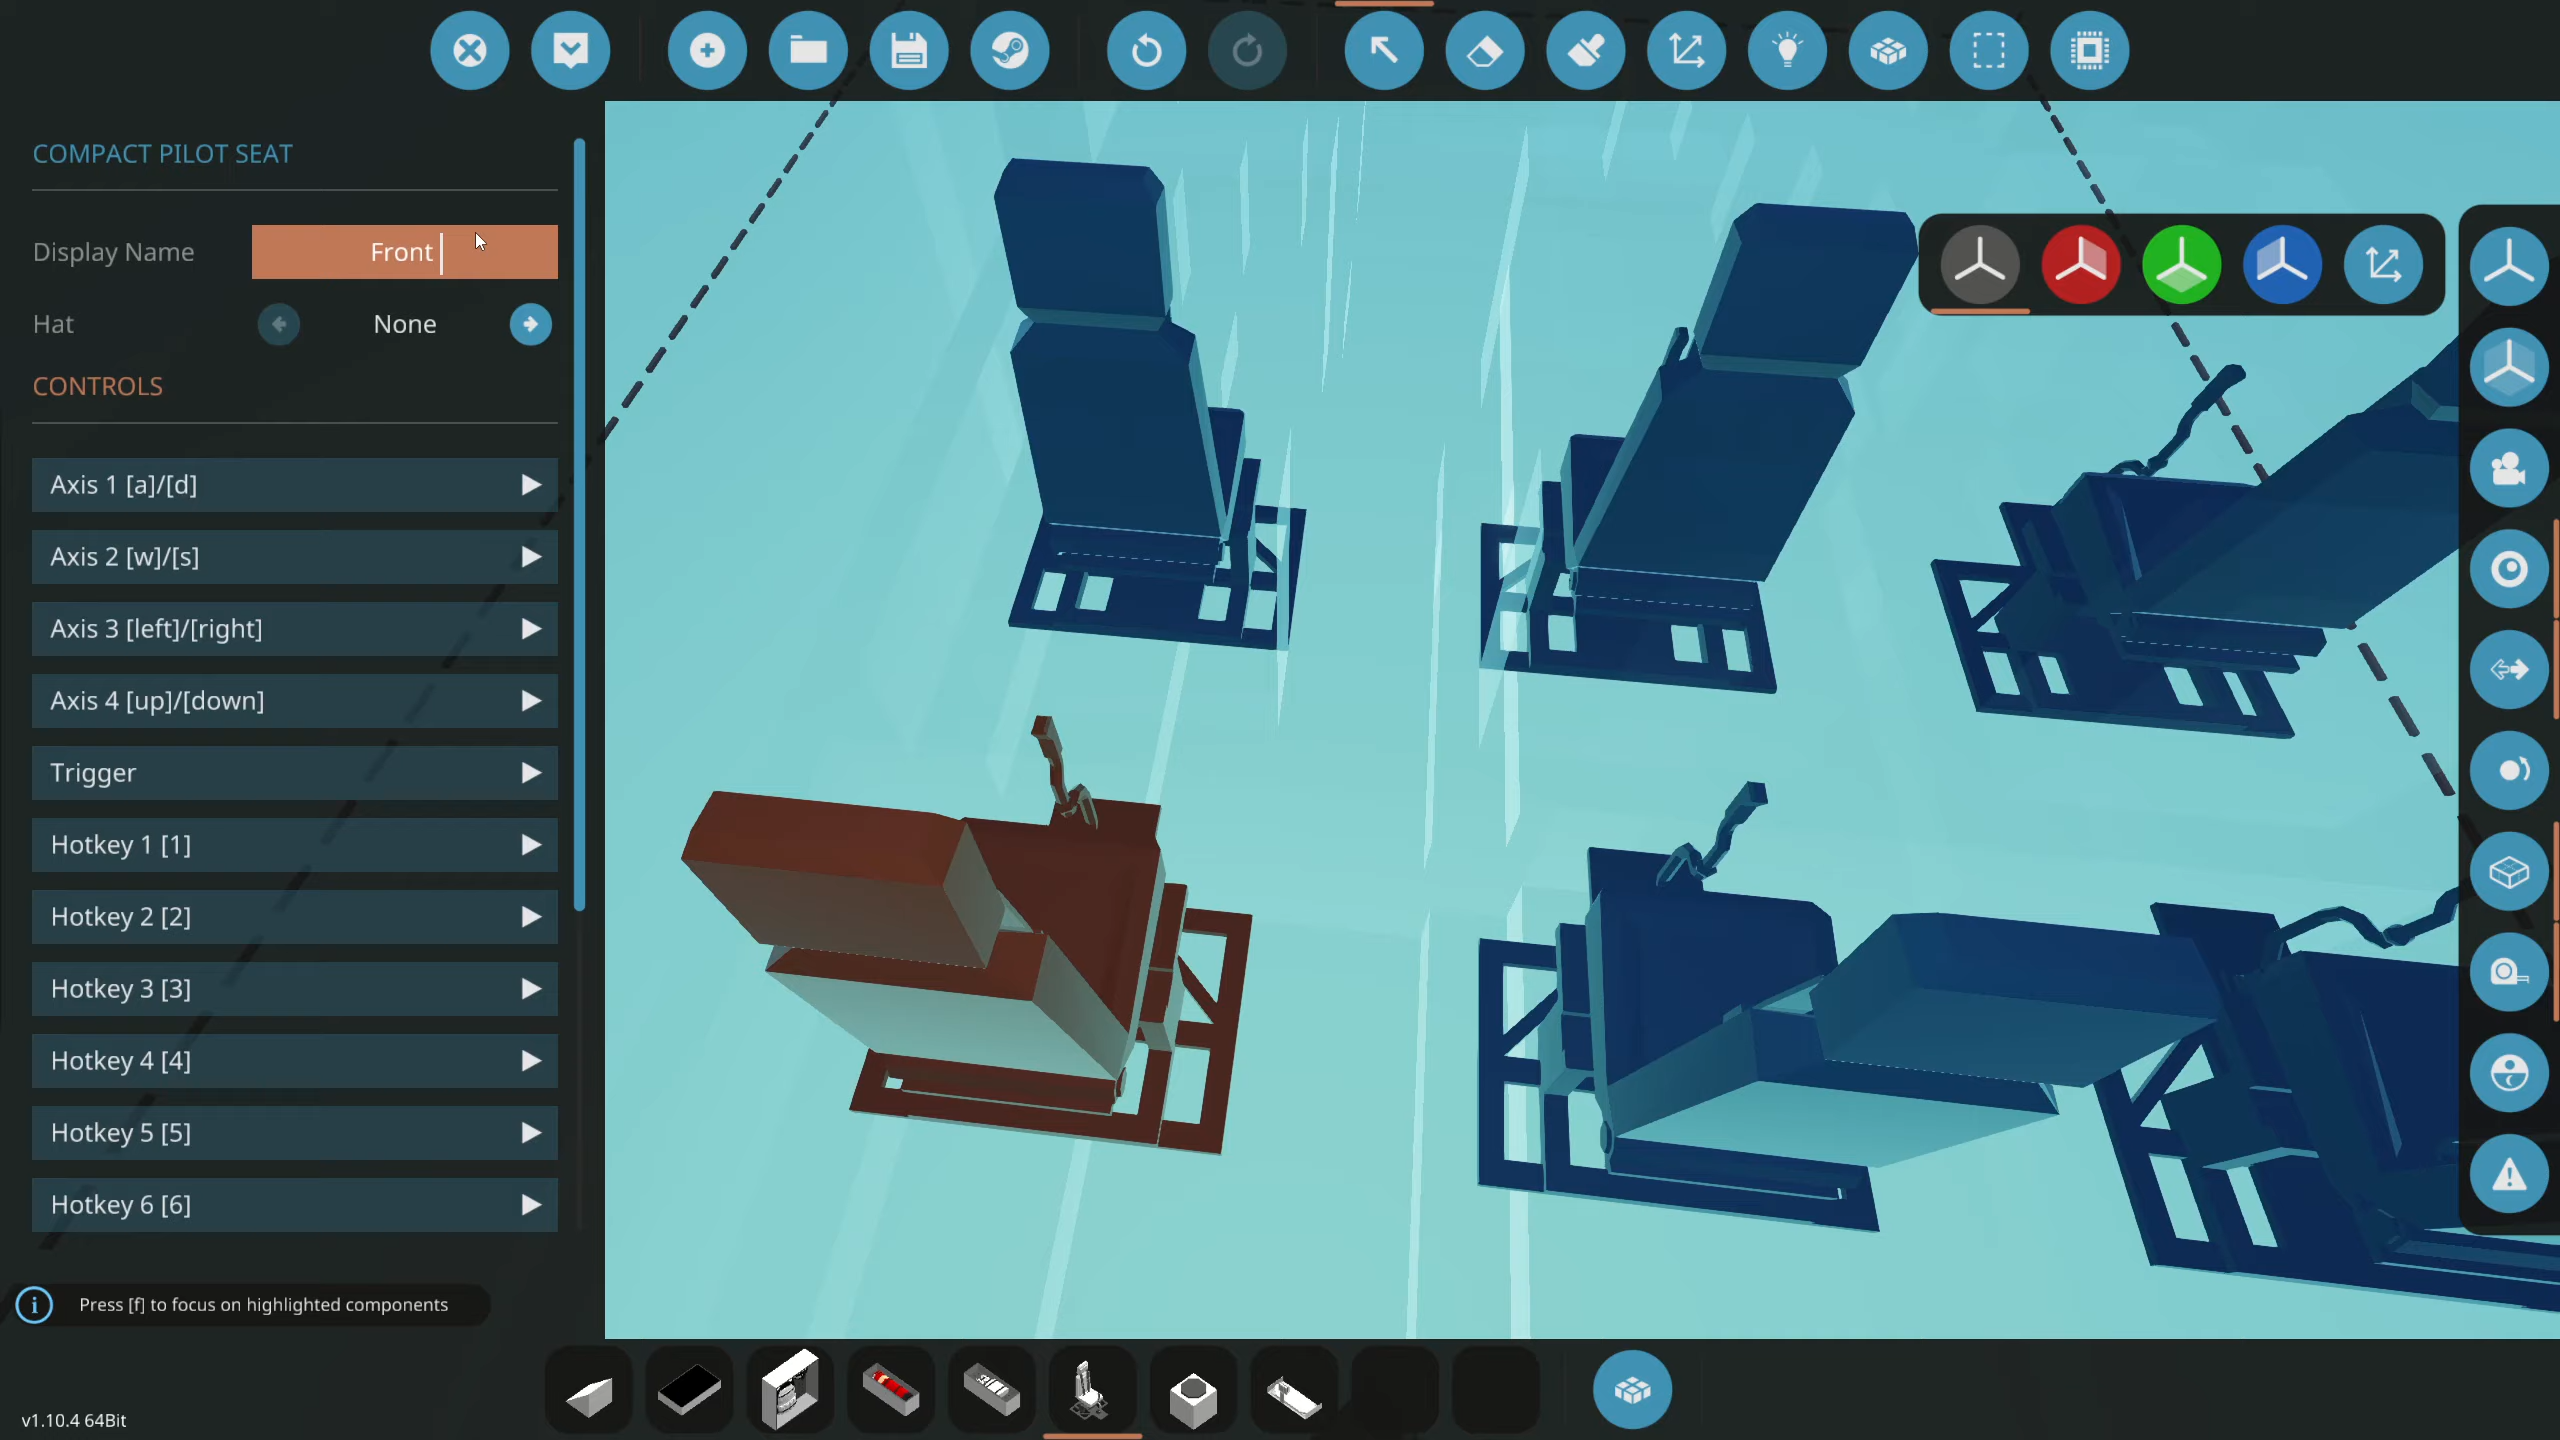 COMPACT PILOT SEAT
Display Name Front
Hat None
CONTROLS
Axis 1 [a]/[d]
Axis 2 [w]/[s]
Axis 3 [left]/[right]
Axis 4 [up]/[down]
Trigger
Hotkey 1 [1]
Hotkey 2 [2]
Hotkey 3 [3]
Hotkey 4 [4]
Hotkey 5 [5]
Hotkey 6 [6]
Press [f] to focus on highlighted components
v1.10.4 64Bit